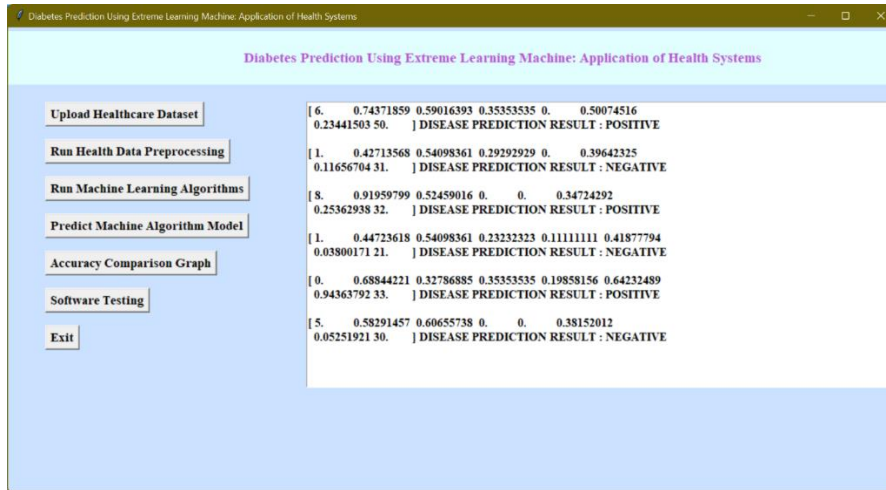 Diabetes Prediction Using Extreme Learning Machine: Application of Health Systems
Diabetes Prediction Using Extreme Learning Machine: Application of Health Systems
Upload Healthcare Dataset
Run Health Data Preprocessing
Run Machine Learning Algorithms
Predict Machine Algorithm Model
Accuracy Comparison Graph
Software Testing
Exit
[ 6. 0.74371859 0.59016393 0.35353535 0. 0.50074516
0.23441503 50. ] DISEASE PREDICTION RESULT : POSITIVE
[ 1. 0.42713568 0.54098361 0.29292929 0. 0.39642325
0.11656704 31. ] DISEASE PREDICTION RESULT : NEGATIVE
[ 8. 0.91959799 0.52459016 0. 0. 0.34724292
0.25362938 32. ] DISEASE PREDICTION RESULT : POSITIVE
[ 1. 0.44723618 0.54098361 0.23232323 0.11111111 0.41877794
0.03800171 21. ] DISEASE PREDICTION RESULT : NEGATIVE
[ 0. 0.68844221 0.32786885 0.35353535 0.19858156 0.64232489
0.94363792 33. ] DISEASE PREDICTION RESULT : POSITIVE
[ 5. 0.58291457 0.60655738 0. 0. 0.38152012
0.05251921 30. ] DISEASE PREDICTION RESULT : NEGATIVE